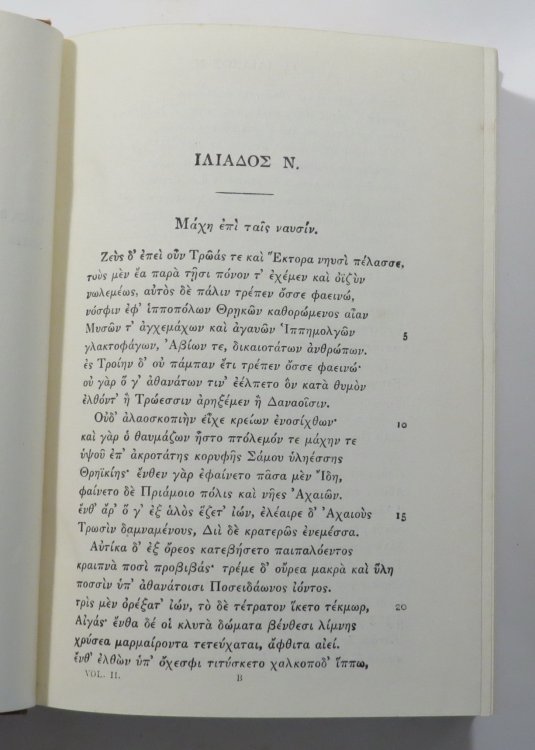 ΙΛΙΑΔΟΣ Ν.
Μάχη ἐπὶ ταῖς ναυσίν.
Ζεὺς δ' ἐπεὶ οὖν Τρῶάς τε καὶ Ἕκτορα νηυσὶ πέλασσε,
τοὺς μὲν ἔα παρὰ τῇσι πόνον τ' ἐχέμεν καὶ ὀϊζὺν
νωλεμέως, αὐτὸς δὲ πάλιν τρέπεν ὄσσε φαεινώ,
νόσφιν ἐφ' ἱπποπόλων Θρῃκῶν καθορώμενος αἶαν
Μυσῶν τ' ἀγχεμάχων καὶ ἀγαυῶν Ἱππημολγῶν 5
γλακτοφάγων, Ἀβίων τε, δικαιοτάτων ἀνθρώπων.
ἐς Τροίην δ' οὐ πάμπαν ἔτι τρέπεν ὄσσε φαεινώ·
οὐ γὰρ ὅ γ' ἀθανάτων τιν' ἐέλπετο ὃν κατὰ θυμὸν
ἐλθόντ' ἢ Τρώεσσιν ἀρηξέμεν ἢ Δαναοῖσιν.
Οὐδ' ἀλαοσκοπιὴν εἶχε κρείων ἐνοσίχθων· 10
καὶ γὰρ ὁ θαυμάζων ἧστο πτόλεμόν τε μάχην τε
ὑψοῦ ἐπ' ἀκροτάτης κορυφῆς Σάμου ὑληέσσης
Θρηϊκίης· ἔνθεν γὰρ ἐφαίνετο πᾶσα μὲν Ἴδη,
φαίνετο δὲ Πριάμοιο πόλις καὶ νῆες Ἀχαιῶν.
ἔνθ' ἄρ' ὅ γ' ἐξ ἁλὸς ἕζετ' ἰών, ἐλέαιρε δ' Ἀχαιοὺς 15
Τρωσὶν δαμναμένους, Διὶ δὲ κρατερῶς ἐνεμέσσα.
Αὐτίκα δ' ἐξ ὄρεος κατεβήσετο παιπαλόεντος
κραιπνὰ ποσὶ προβιβάς· τρέμε δ' οὔρεα μακρὰ καὶ ὕλη
ποσσὶν ὑπ' ἀθανάτοισι Ποσειδάωνος ἰόντος.
τρὶς μὲν ὀρέξατ' ἰών, τὸ δὲ τέτρατον ἵκετο τέκμωρ, 20
Αἰγάς· ἔνθα δέ οἱ κλυτὰ δώματα βένθεσι λίμνης
χρύσεα μαρμαίροντα τετεύχαται, ἄφθιτα αἰεί.
ἔνθ' ἐλθὼν ὑπ' ὄχεσφι τιτύσκετο χαλκόποδ' ἵππω,
VOL. II. B